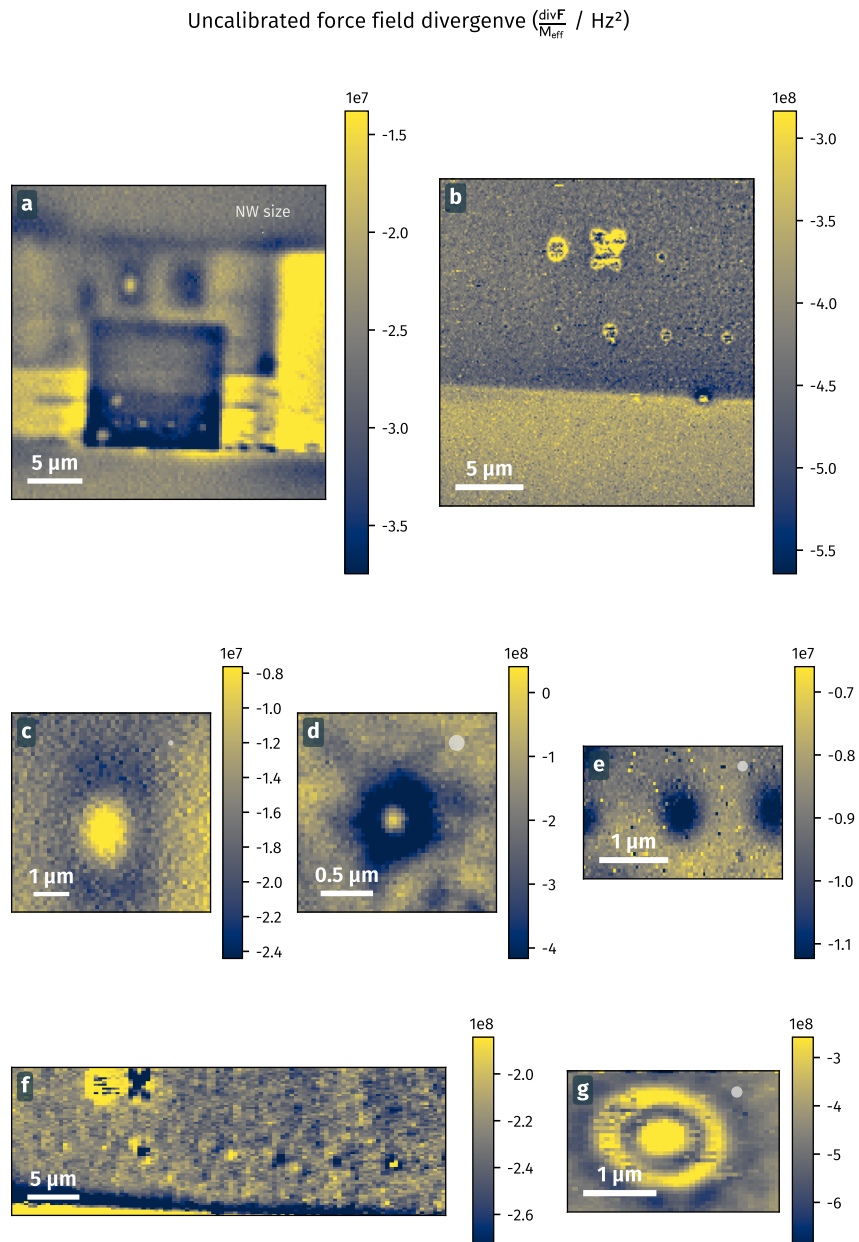 Uncalibrated force field divergenve (divF/M_eff / Hz²)
1e7
-1.5
-2.0
-2.5
-3.0
-3.5
a
NW size
5 µm
1e8
-3.0
-3.5
-4.0
-4.5
-5.0
-5.5
b
5 µm
1e7
-0.8
-1.2
-1.4
-1.6
-1.8
-2.0
-2.2
-2.4
c
1 µm
1e8
0
-1
-2
-3
-4
d
0.5 µm
1e7
-0.7
-0.8
-0.9
-1.0
-1.1
e
1 µm
1e8
-2.0
-2.2
-2.4
-2.6
f
5 µm
1e8
-3
-4
-5
-6
g
1 µm